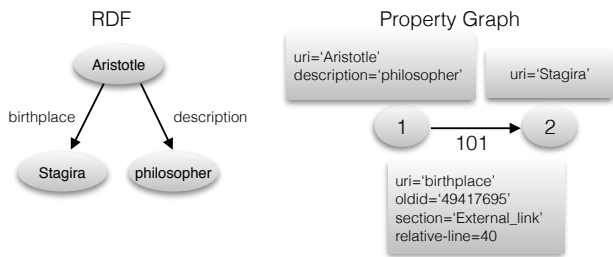 RDF
Aristotle
birthplace
description
Stagira
philosopher
Property Graph
uri=‘Aristotle’
description=‘philosopher’
uri=‘Stagira’
1
2
101
uri=‘birthplace’
oldid=‘49417695’
section=‘External_link’
relative-line=40